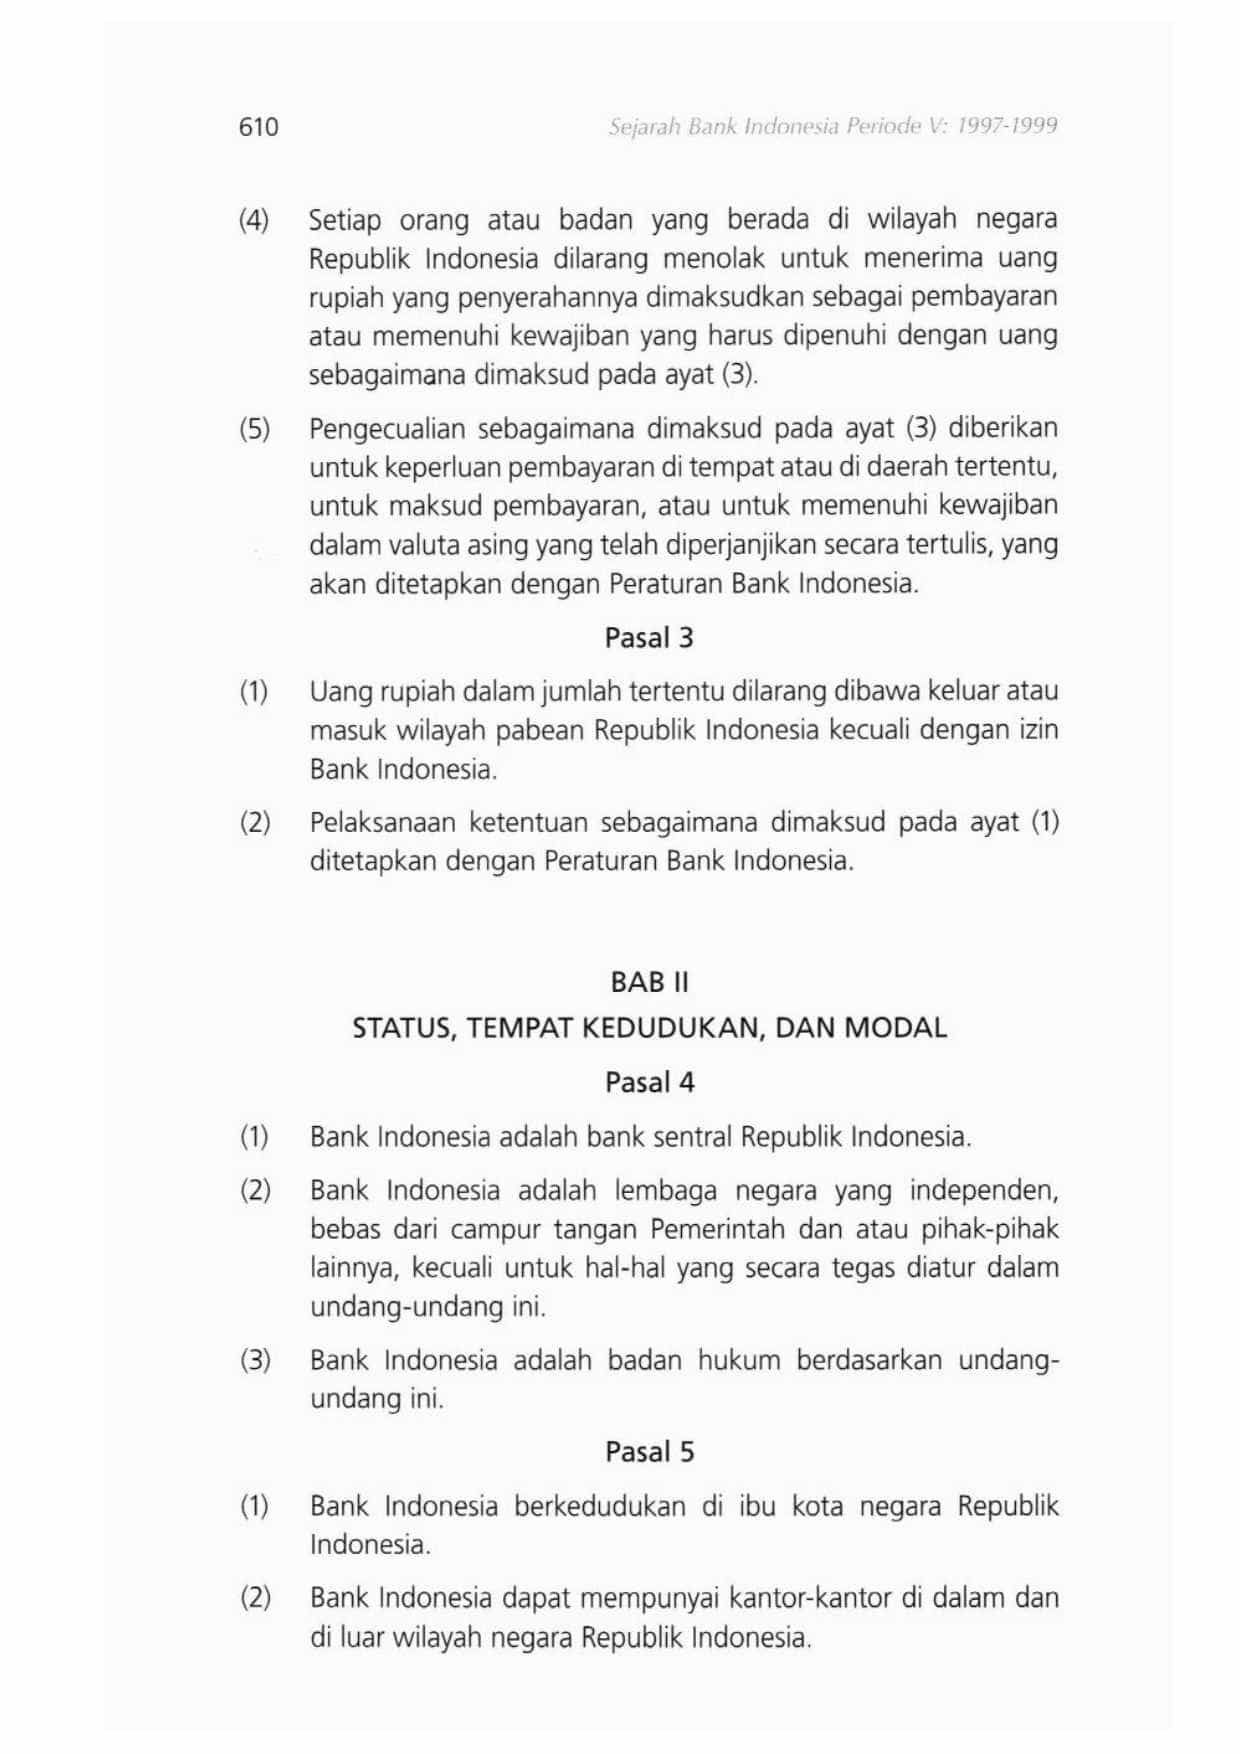 610 Sejarah Bank Indonesia Periode V: 1997-1999
(4) Setiap orang atau badan yang berada di wilayah negara
Republik Indonesia dilarang menolak untuk menerima uang
rupiah yang penyerahannya dimaksudkan sebagai pembayaran
atau memenuhi kewajiban yang harus dipenuhi dengan uang
sebagaimana dimaksud pada ayat (3).
(5) Pengecualian sebagaimana dimaksud pada ayat (3) diberikan
untuk keperluan pembayaran di tempat atau di daerah tertentu,
untuk maksud pembayaran, atau untuk memenuhi kewajiban
dalam valuta asing yang telah diperjanjikan secara tertulis, yang
akan ditetapkan dengan Peraturan Bank Indonesia.
Pasal 3
(1) Uang rupiah dalam jumlah tertentu dilarang dibawa keluar atau
masuk wilayah pabean Republik Indonesia kecuali dengan izin
Bank Indonesia.
(2) Pelaksanaan ketentuan sebagaimana dimaksud pada ayat (1)
ditetapkan dengan Peraturan Bank Indonesia.
BAB II
STATUS, TEMPAT KEDUDUKAN, DAN MODAL
Pasal 4
(1) Bank Indonesia adalah bank sentral Republik Indonesia.
(2) Bank Indonesia adalah lembaga negara yang independen,
bebas dari campur tangan Pemerintah dan atau pihak-pihak
lainnya, kecuali untuk hal-hal yang secara tegas diatur dalam
undang-undang ini.
(3) Bank Indonesia adalah badan hukum berdasarkan undang-
undang ini.
Pasal 5
(1) Bank Indonesia berkedudukan di ibu kota negara Republik
Indonesia.
(2) Bank Indonesia dapat mempunyai kantor-kantor di dalam dan
di luar wilayah negara Republik Indonesia.